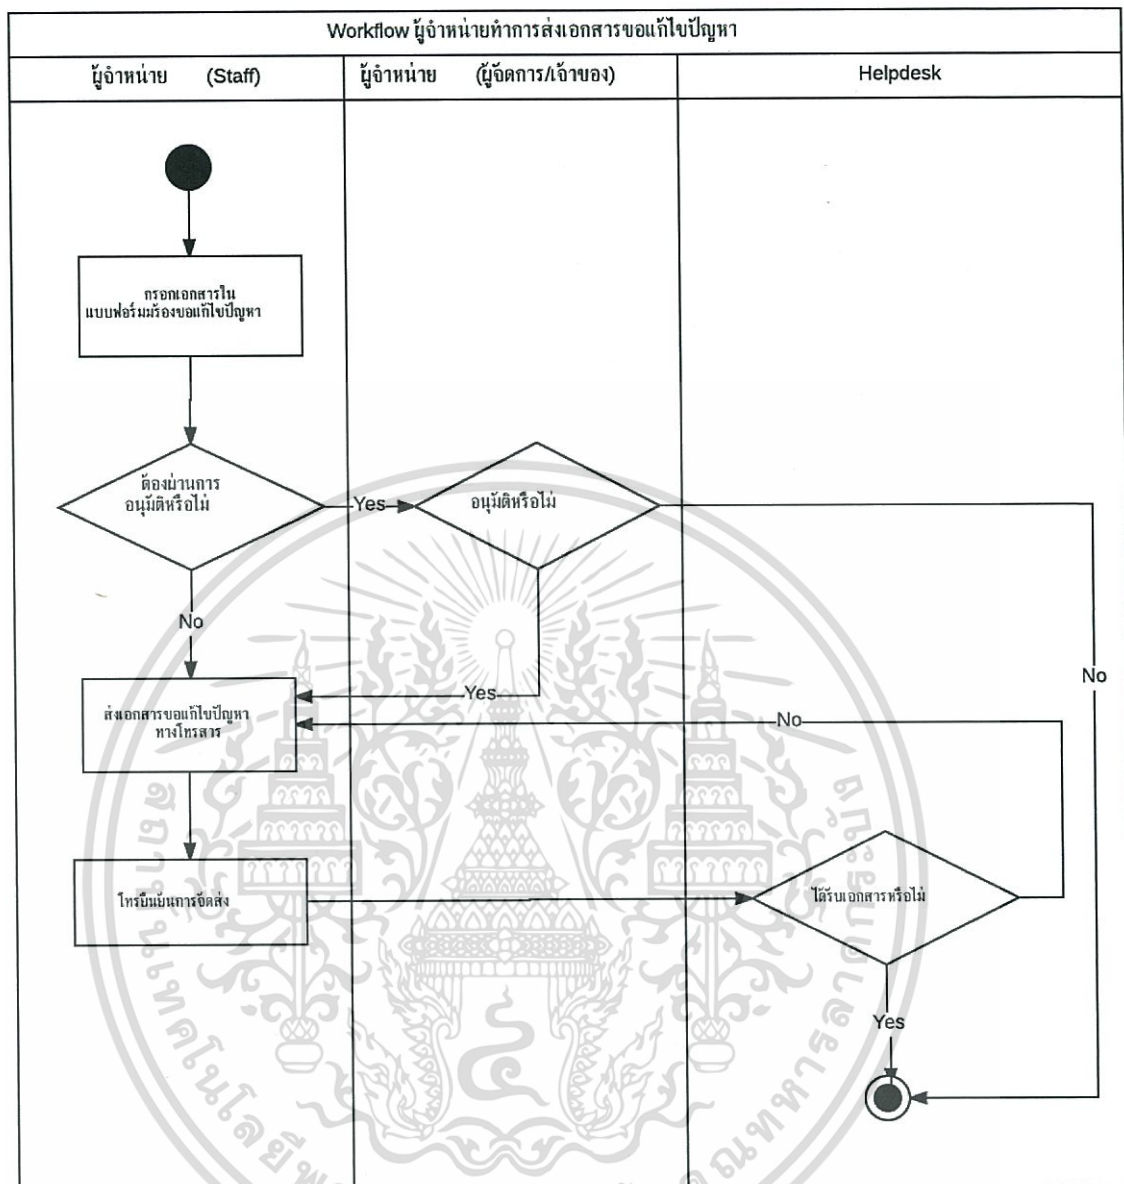 Workflow ผู้จำหน่ายทำการส่งเอกสารขอแก้ไขปัญหา
ผู้จำหน่าย (Staff)
ผู้จำหน่าย (ผู้จัดการ/เจ้าของ)
Helpdesk
กรอกเอกสารใน
แบบฟอร์มมร้องขอแก้ไขปัญหา
ต้องผ่านการ
อนุมัติหรือไม่
Yes
อนุมัติหรือไม่
No
No
ส่งเอกสารขอแก้ไขปัญหา
ทางโทรสาร
Yes
No
โทรยืนยันการจัดส่ง
ได้รับเอกสารหรือไม่
Yes